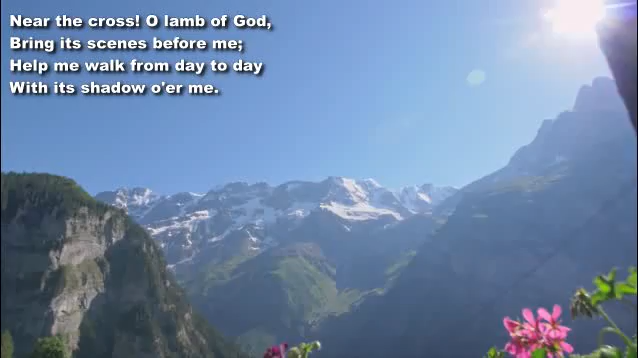 Near the cross! O lamb of God,
Bring its scenes before me;
Help me walk from day to day
With its shadow o'er me.